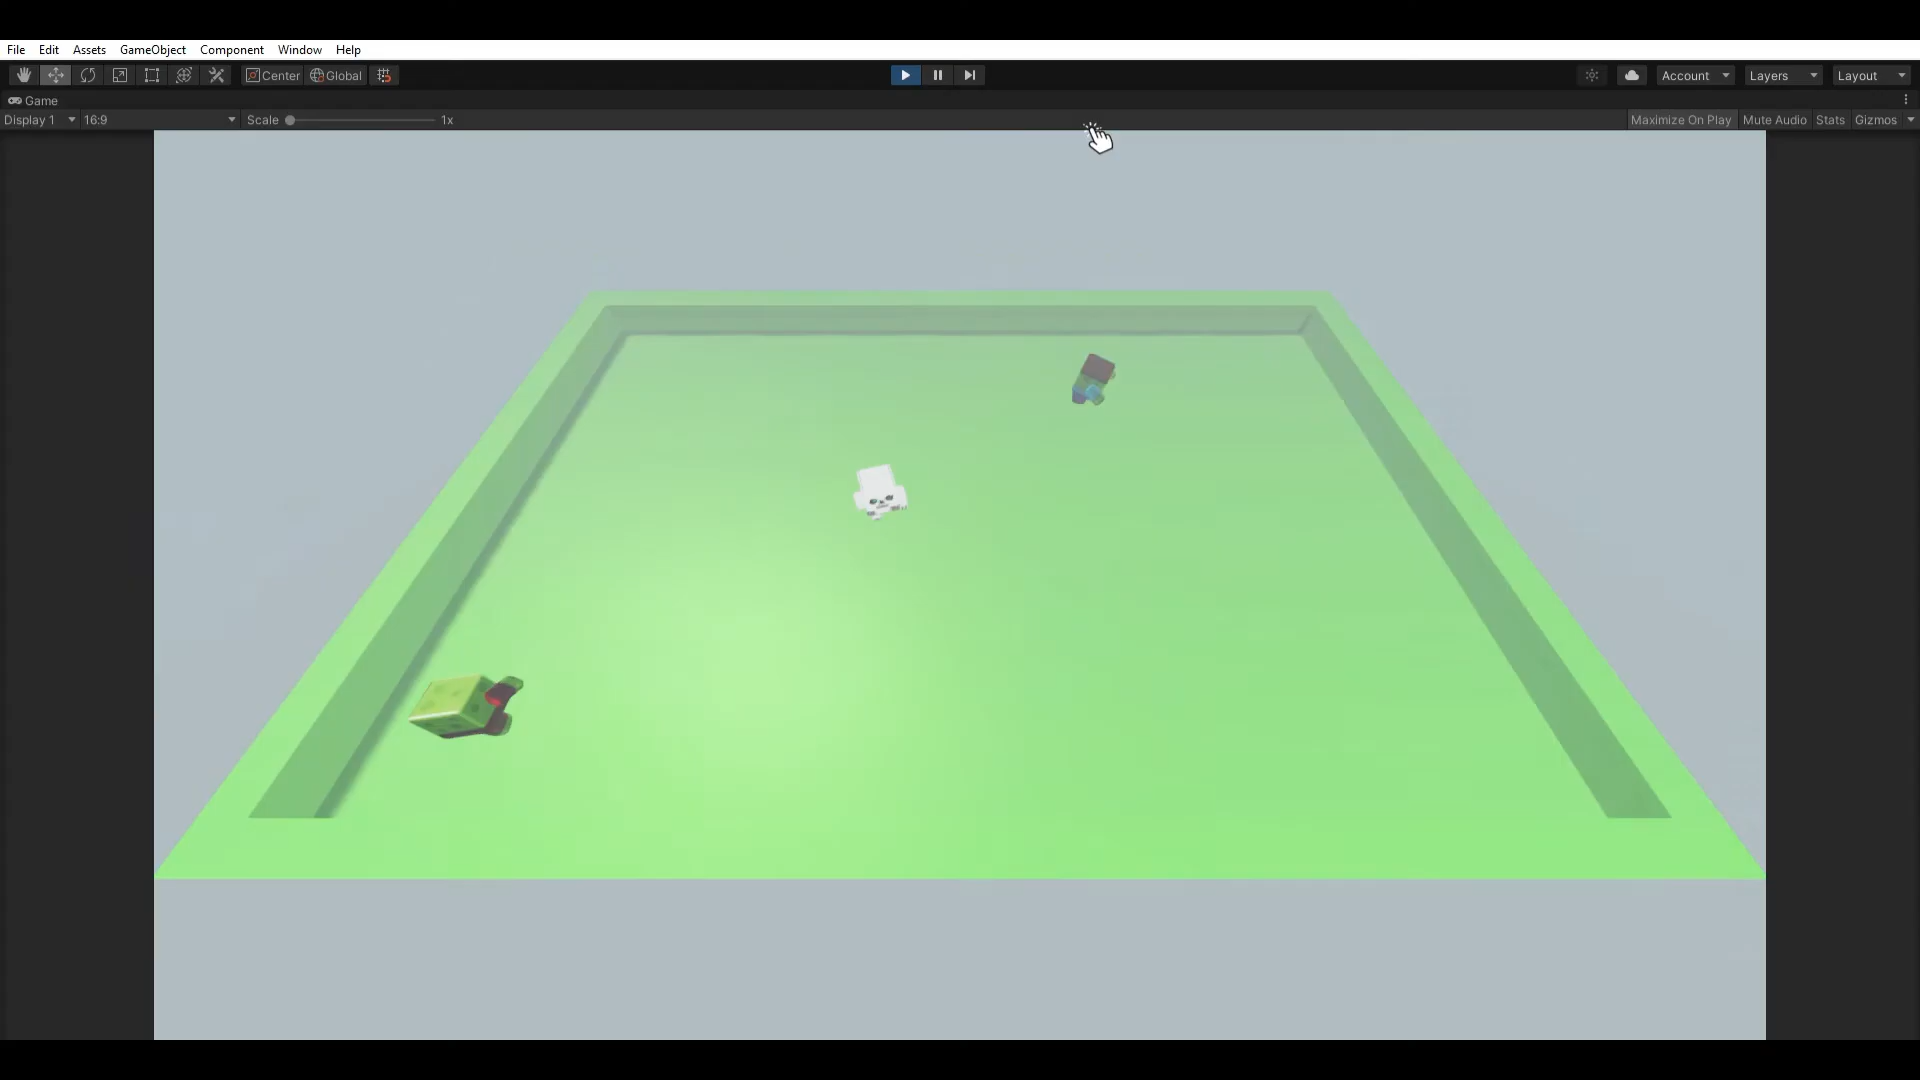 File Edit Assets GameObject Component Window Help
Center Global Account Layers Layout
Game
Display 1 16:9 Scale 1x Maximize On Play Mute Audio Stats Gizmos